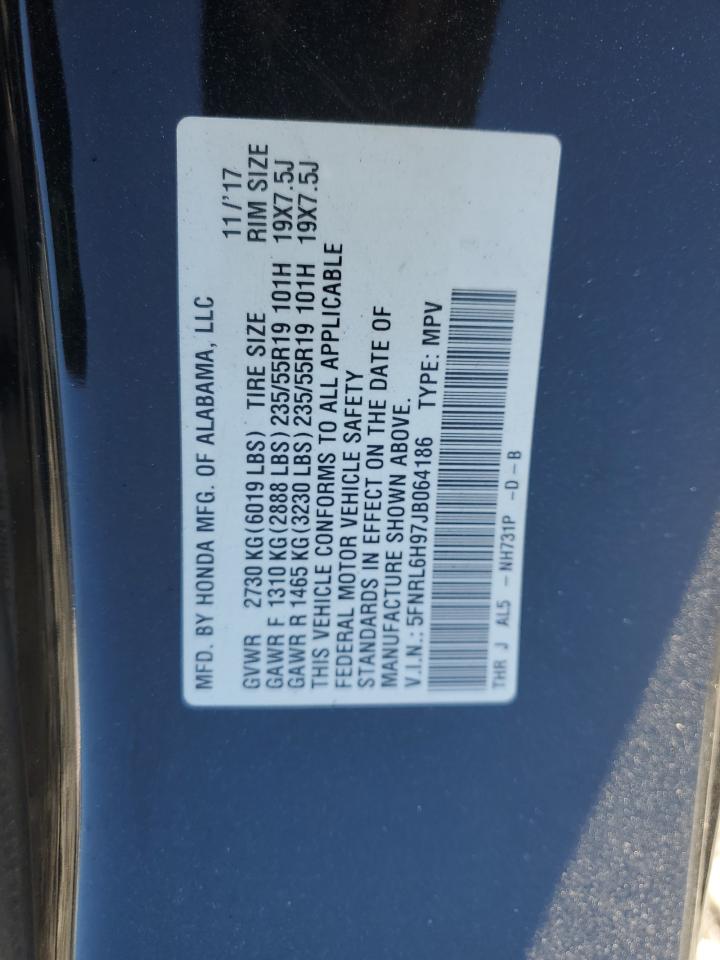 MFD. BY HONDA MFG. OF ALABAMA, LLC 11/'17
GVWR 2730 KG(6019 LBS) TIRE SIZE RIM SIZE
GAWR F 1310 KG(2888 LBS)235/55R19 101H 19X7.5J
GAWR R 1465 KG(3230 LBS)235/55R19 101H 19X7.5J
THIS VEHICLE CONFORMS TO ALL APPLICABLE
FEDERAL MOTOR VEHICLE SAFETY
STANDARDS IN EFFECT ON THE DATE OF
MANUFACTURE SHOWN ABOVE.
V.I.N.:5FNRL6H97JB064186 TYPE: MPV
THR J AL5 -NH731P -D-B